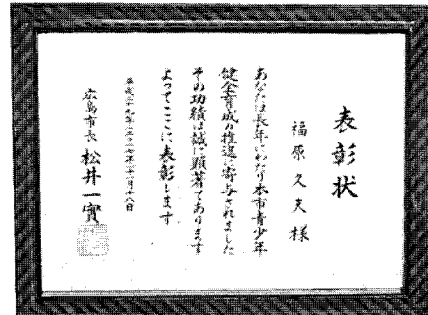 表彰状
福原久夫様
あなたは長年にわたり本市青少年
健全育成の推進に寄与されました
その功績は誠に顕著であります
よってここに表彰します
広島市長 松井一實